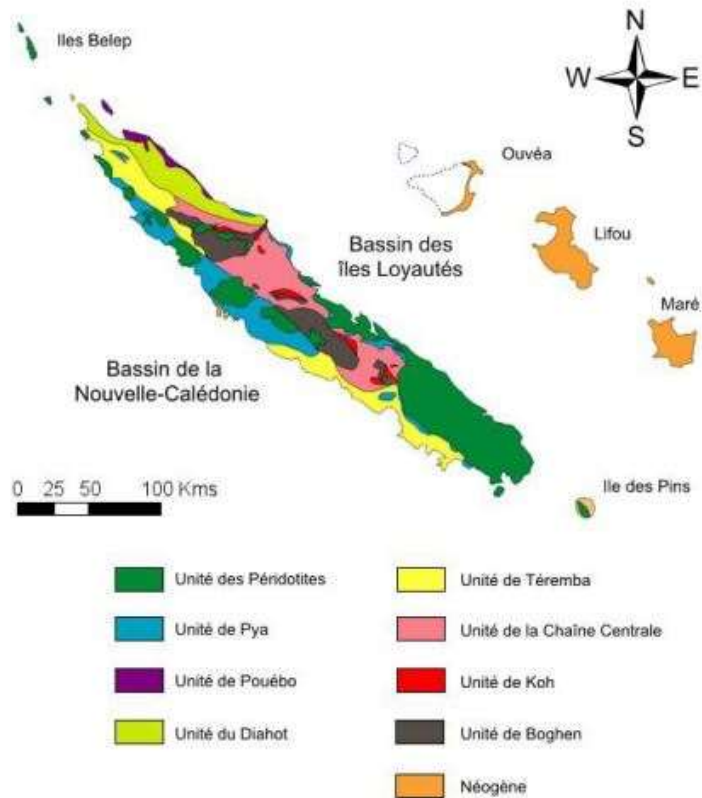 Iles Belep
N
W E
S
Ouvéa
Lifou
Bassin des
îles Loyautés
Maré
Bassin de la
Nouvelle-Calédonie
0 25 50 100 Kms
Ile des Pins
Unité des Péridotites
Unité de Téremba
Unité de Pya
Unité de la Chaîne Centrale
Unité de Pouébo
Unité de Koh
Unité du Diahot
Unité de Boghen
Néogène